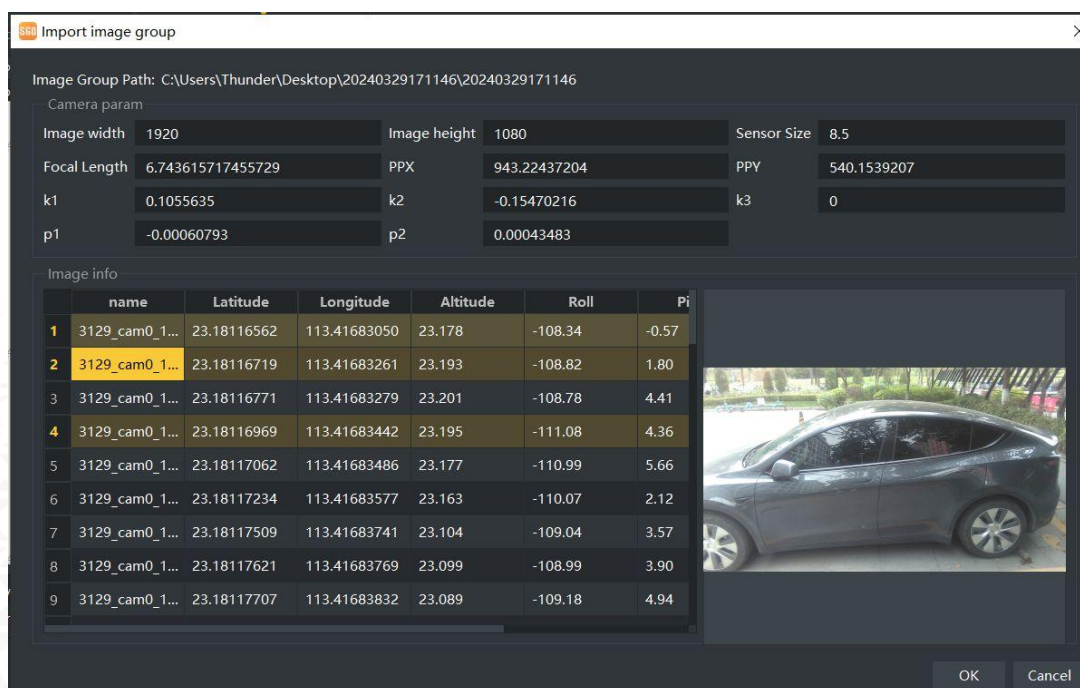 SGO Import image group
Image Group Path: C:\Users\Thunder\Desktop\20240329171146\20240329171146
Camera param
Image width 1920 Image height 1080 Sensor Size 8.5
Focal Length 6.743615717455729 PPX 943.22437204 PPY 540.1539207
k1 0.1055635 k2 -0.15470216 k3 0
p1 -0.00060793 p2 0.00043483
Image info
name Latitude Longitude Altitude Roll Pi
1 3129_cam0_1... 23.18116562 113.41683050 23.178 -108.34 -0.57
2 3129_cam0_1... 23.18116719 113.41683261 23.193 -108.82 1.80
3 3129_cam0_1... 23.18116771 113.41683279 23.201 -108.78 4.41
4 3129_cam0_1... 23.18116969 113.41683442 23.195 -111.08 4.36
5 3129_cam0_1... 23.18117062 113.41683486 23.177 -110.99 5.66
6 3129_cam0_1... 23.18117234 113.41683577 23.163 -110.07 2.12
7 3129_cam0_1... 23.18117509 113.41683741 23.104 -109.04 3.57
8 3129_cam0_1... 23.18117621 113.41683769 23.099 -108.99 3.90
9 3129_cam0_1... 23.18117707 113.41683832 23.089 -109.18 4.94
OK Cancel